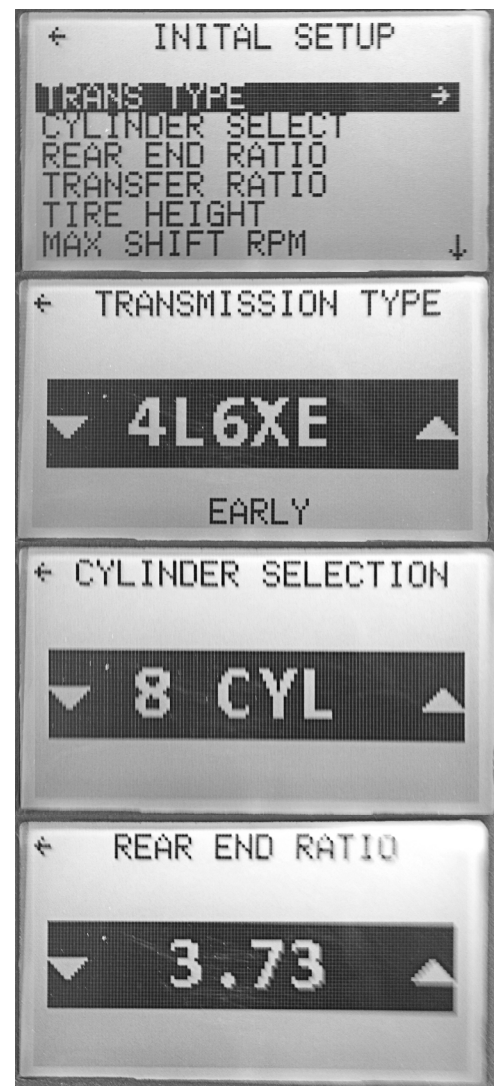 ← INITAL SETUP
TRANS TYPE →
CYLINDER SELECT
REAR END RATIO
TRANSFER RATIO
TIRE HEIGHT
MAX SHIFT RPM ↓
← TRANSMISSION TYPE
▼ 4L6XE ▲
EARLY
← CYLINDER SELECTION
▼ 8 CYL ▲
← REAR END RATIO
▼ 3.73 ▲